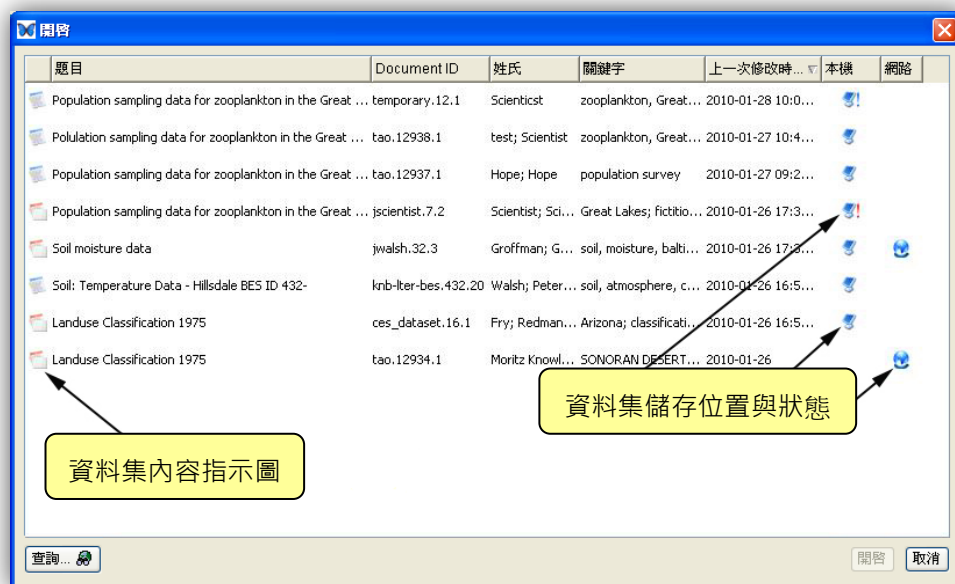 開啓
題目 Document ID 姓氏 關鍵字 上一次修改時... 本機 網路
Population sampling data for zooplankton in the Great ... temporary.12.1 Scienticst zooplankton, Great... 2010-01-28 10:0...
Polulation sampling data for zooplankton in the Great ... tao.12938.1 test; Scientist zooplankton, Great... 2010-01-27 10:4...
Population sampling data for zooplankton in the Great ... tao.12937.1 Hope; Hope population survey 2010-01-27 09:2...
Population sampling data for zooplankton in the Great ... jscientist.7.2 Scientist; Sci... Great Lakes; fictitio... 2010-01-26 17:3...
Soil moisture data jwalsh.32.3 Groffman; G... soil, moisture, balti... 2010-01-26 17:3...
Soil: Temperature Data - Hillsdale BES ID 432- knb-lter-bes.432.20 Walsh; Peter... soil, atmosphere, c... 2010-01-26 16:5...
Landuse Classification 1975 ces_dataset.16.1 Fry; Redman... Arizona; classificati... 2010-01-26 16:5...
Landuse Classification 1975 tao.12934.1 Moritz Knowl... SONORAN DESERT... 2010-01-26
資料集儲存位置與狀態
資料集內容指示圖
查詢... 開啓 取消